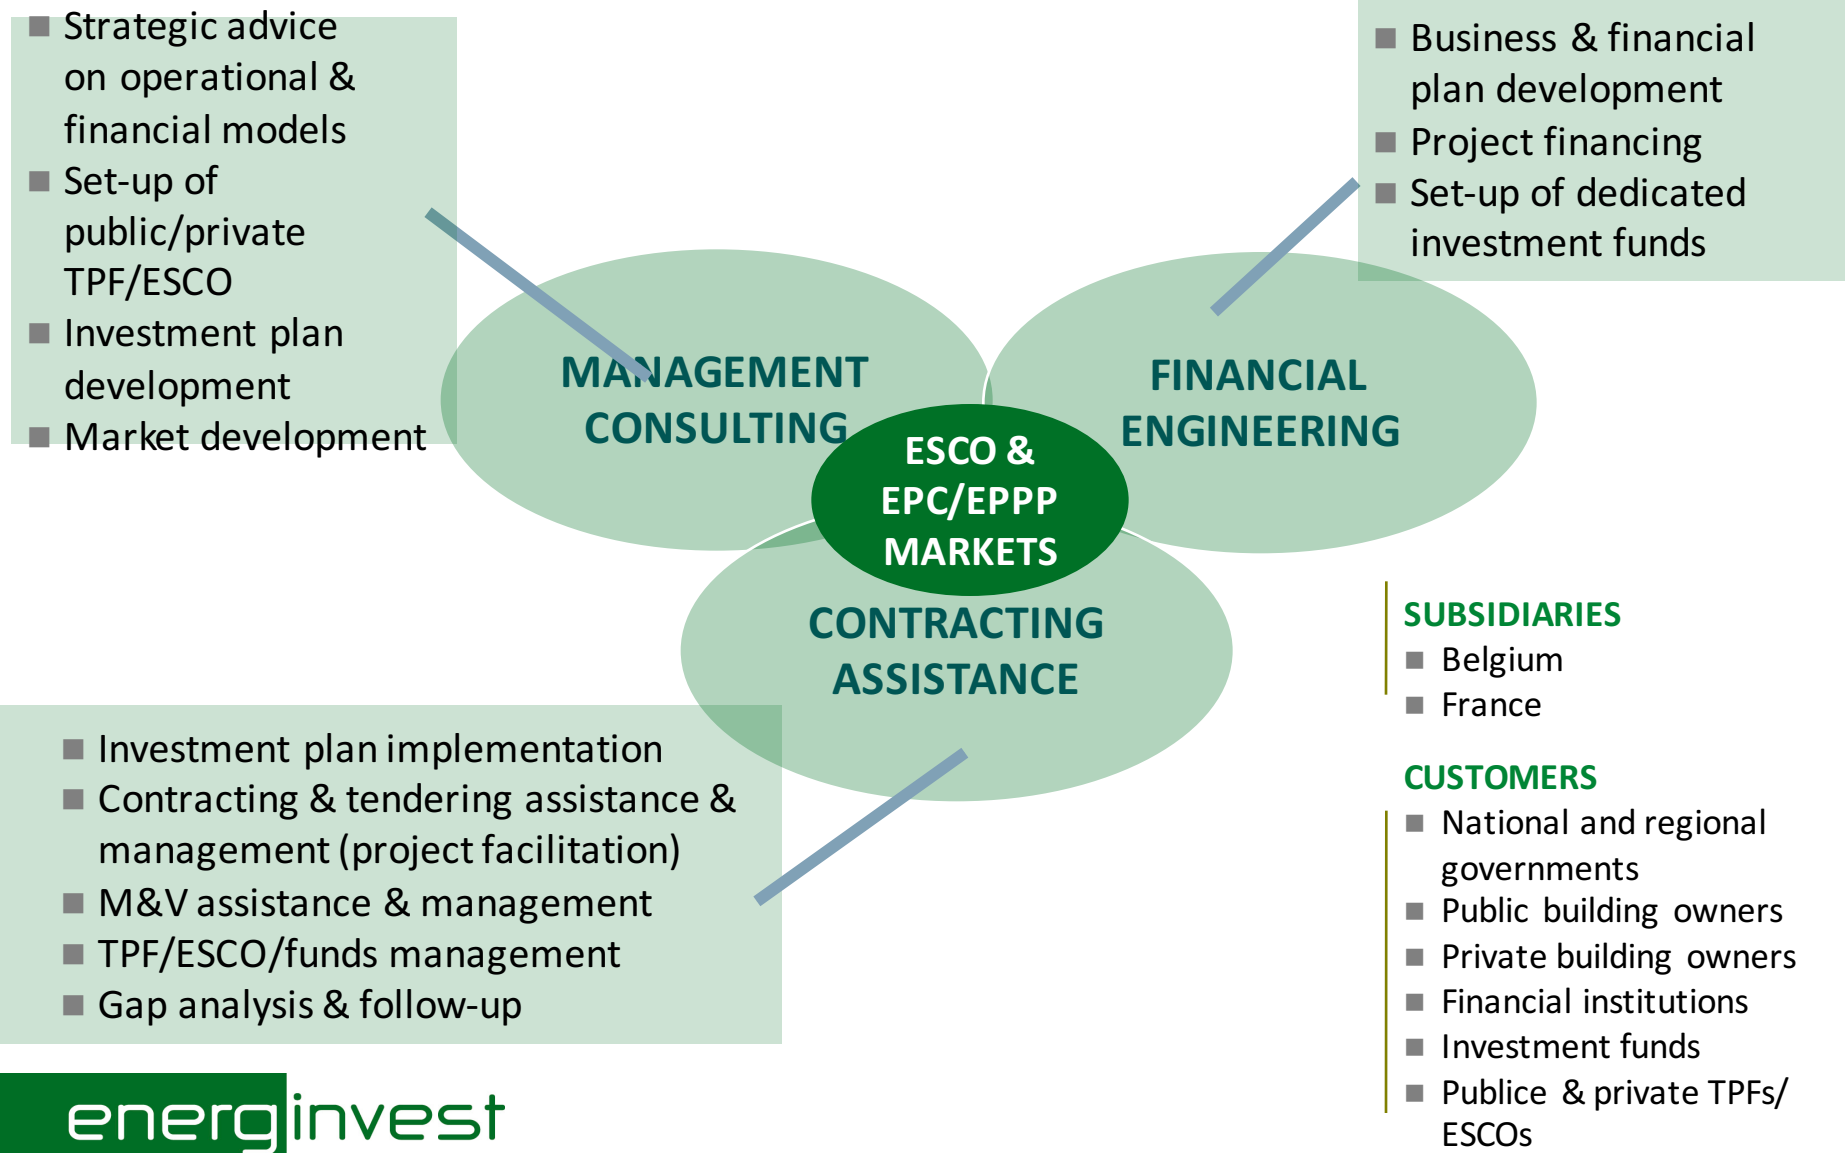 Strategic advice
on operational &
financial models
Set-up of
public/private
TPF/ESCO
Investment plan
development
Market development
Business & financial
plan development
Project financing
Set-up of dedicated
investment funds
MANAGEMENT
CONSULTING
FINANCIAL
ENGINEERING
ESCO &
EPC/EPPP
MARKETS
CONTRACTING
ASSISTANCE
Investment plan implementation
Contracting & tendering assistance &
management (project facilitation)
M&V assistance & management
TPF/ESCO/funds management
Gap analysis & follow-up
SUBSIDIARIES
Belgium
France
CUSTOMERS
National and regional
governments
Public building owners
Private building owners
Financial institutions
Investment funds
Publice & private TPFs/
ESCOs
energinvest